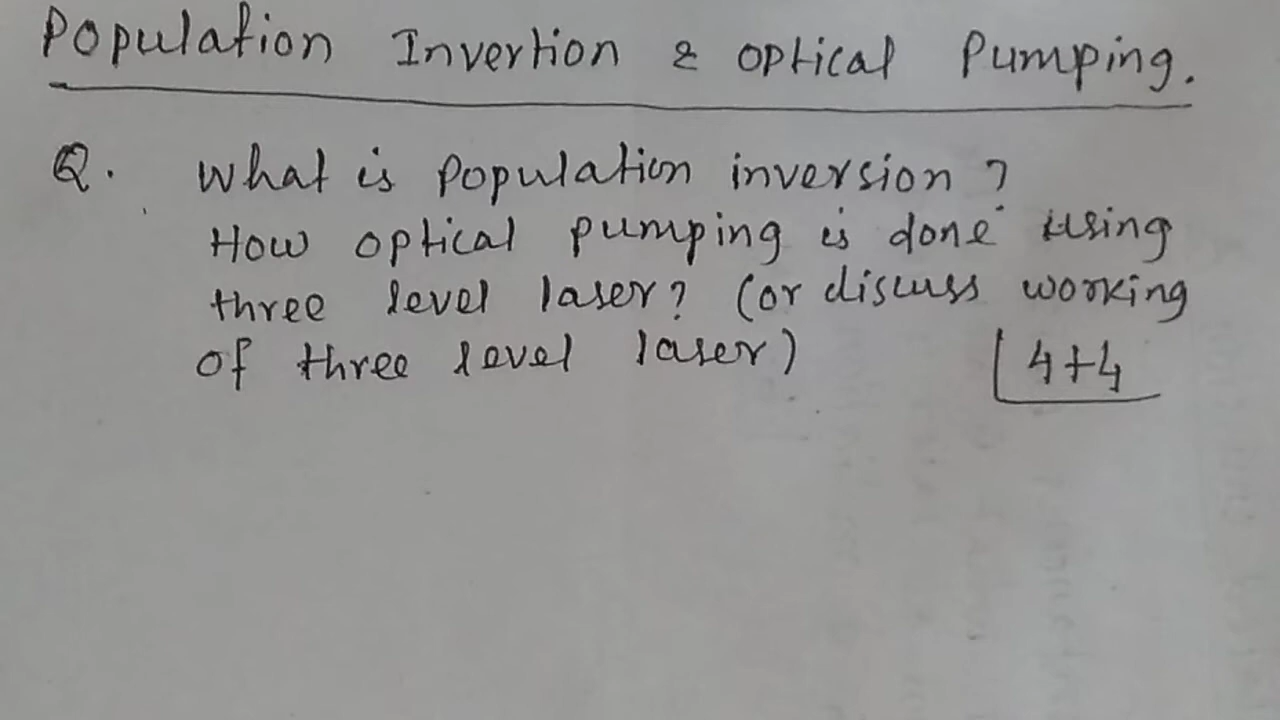 Population Invertion & Optical Pumping.
Q. What is population inversion?
How optical pumping is done using
three level laser? (or discuss working
of three level laser) [4+4